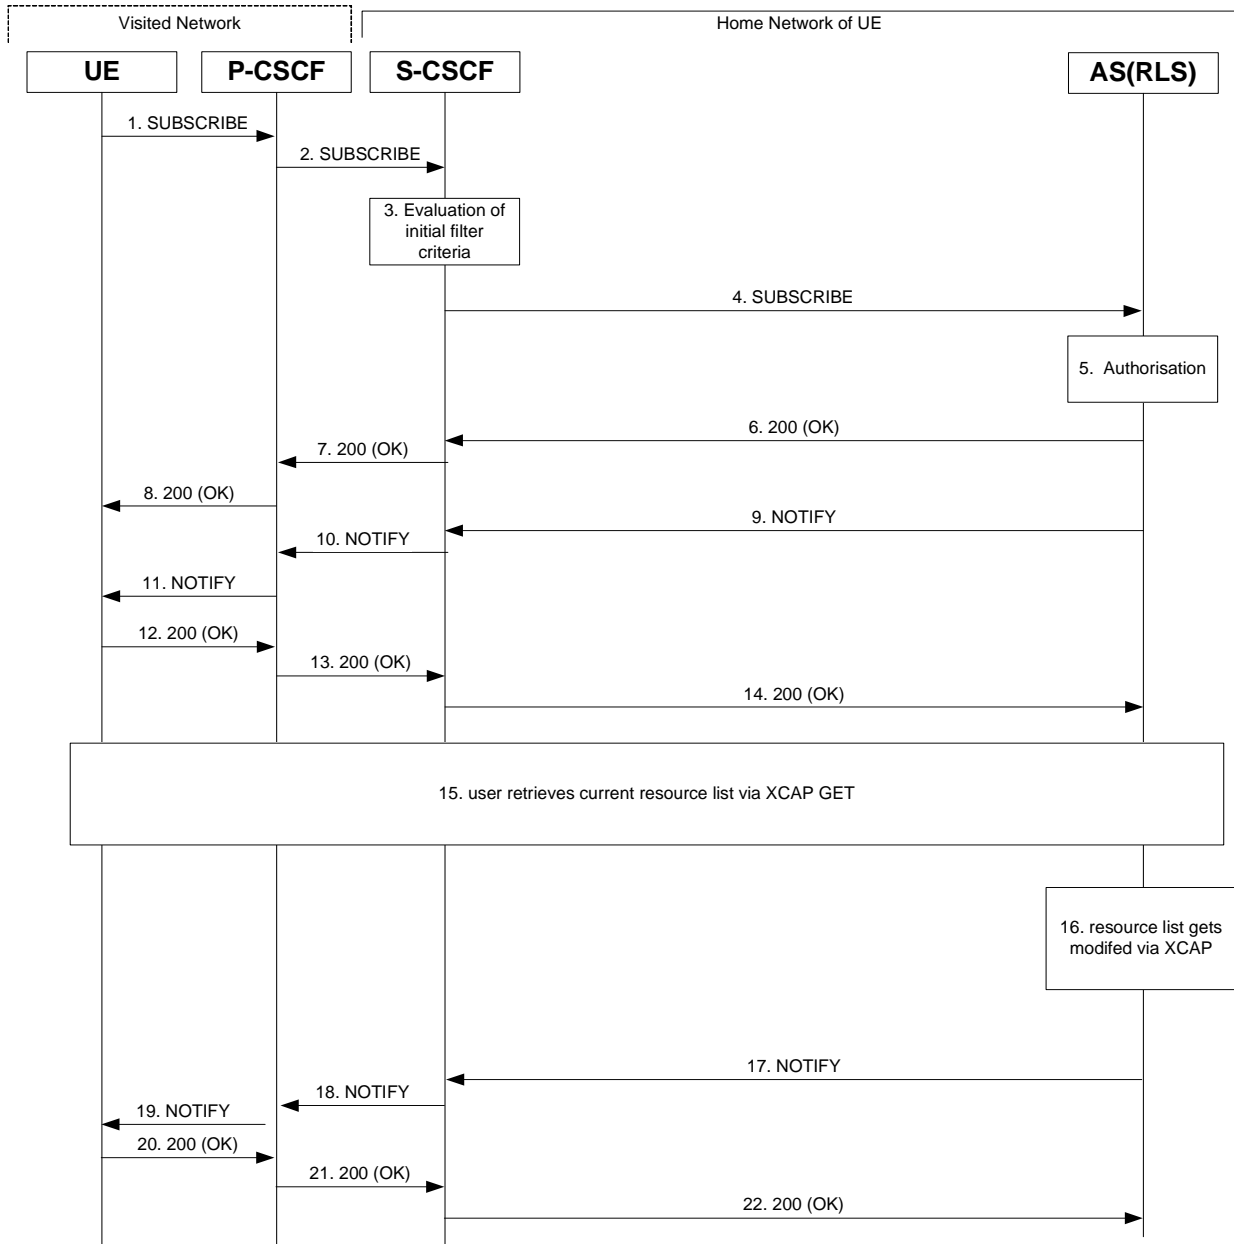 Visited Network
Home Network of UE
UE
P-CSCF
S-CSCF
AS(RLS)
1. SUBSCRIBE
2. SUBSCRIBE
3. Evaluation of
initial filter
criteria
4. SUBSCRIBE
5. Authorisation
6. 200 (OK)
7. 200 (OK)
8. 200 (OK)
9. NOTIFY
10. NOTIFY
11. NOTIFY
12. 200 (OK)
13. 200 (OK)
14. 200 (OK)
15. user retrieves current resource list via XCAP GET
16. resource list gets
modifed via XCAP
17. NOTIFY
18. NOTIFY
19. NOTIFY
20. 200 (OK)
21. 200 (OK)
22. 200 (OK)